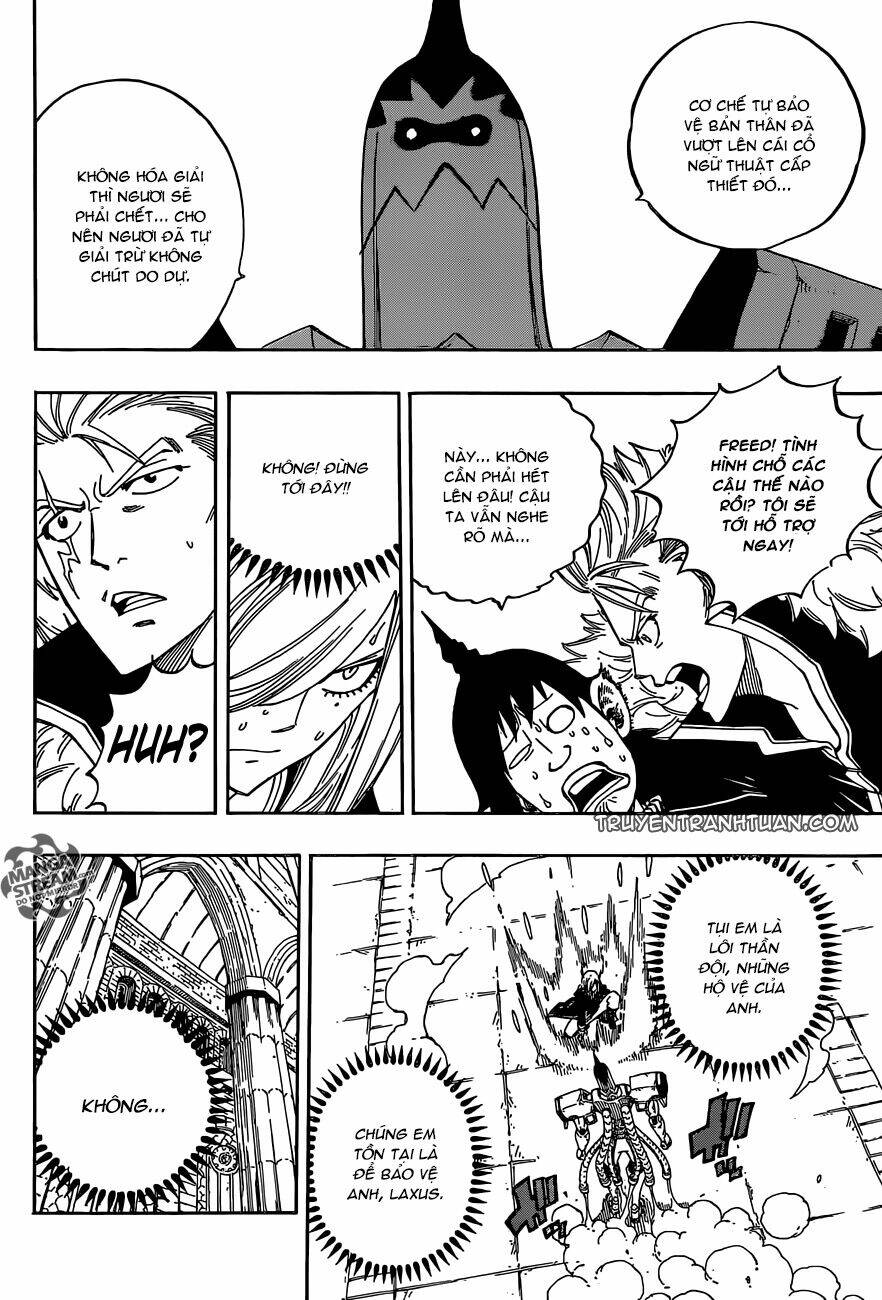 CƠ CHẾ TỰ BẢO
VỆ BẢN THÂN ĐÃ
VƯỢT LÊN CÁI CỔ
NGỮ THUẬT CẤP
THIẾT ĐÓ...
KHÔNG HÓA GIẢI
THÌ NGƯƠI SẼ
PHẢI CHẾT... CHO
NÊN NGƯƠI ĐÃ TỰ
GIẢI TRỪ KHÔNG
CHÚT DO DỰ.
FREED! TÌNH
HÌNH CHỖ CÁC
CẬU THẾ NÀO
RỒI? TÔI SẼ
TỚI HỖ TRỢ
NGAY!
NÀY... KHÔNG
CẦN PHẢI HÉT
LÊN ĐÂU! CẬU
TA VẪN NGHE
RÕ MÀ...
KHÔNG! ĐỪNG
TỚI ĐÂY!!
HUH?
TRUYENTRANHTUAN.COM
TỤI EM LÀ
LÔI THẦN
ĐỘI, NHỮNG
HỘ VỆ CỦA
ANH.
CHÚNG EM
TỒN TẠI LÀ
ĐỂ BẢO VỆ
ANH, LAXUS.
MANGA
STREAM
DO NOT MIRROR
KHÔNG...